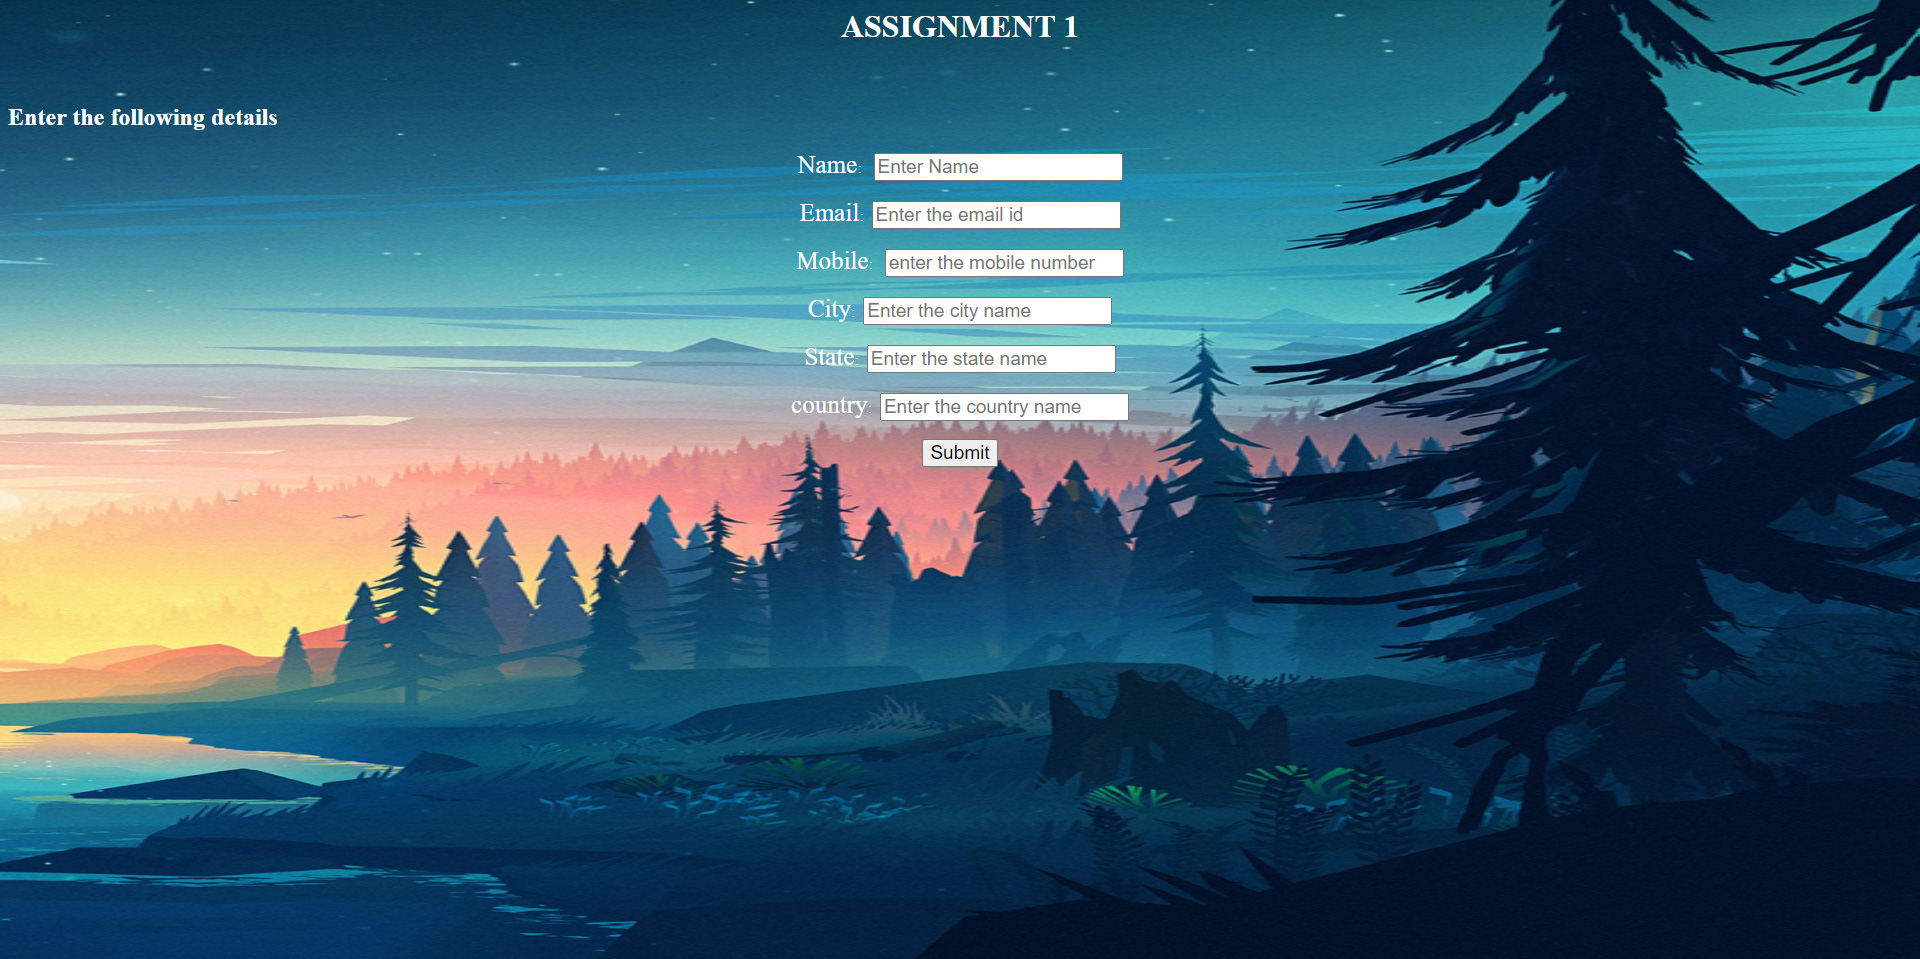 ASSIGNMENT 1
Enter the following details
Name: Enter Name
Email: Enter the email id
Mobile: enter the mobile number
City: Enter the city name
State: Enter the state name
country: Enter the country name
Submit